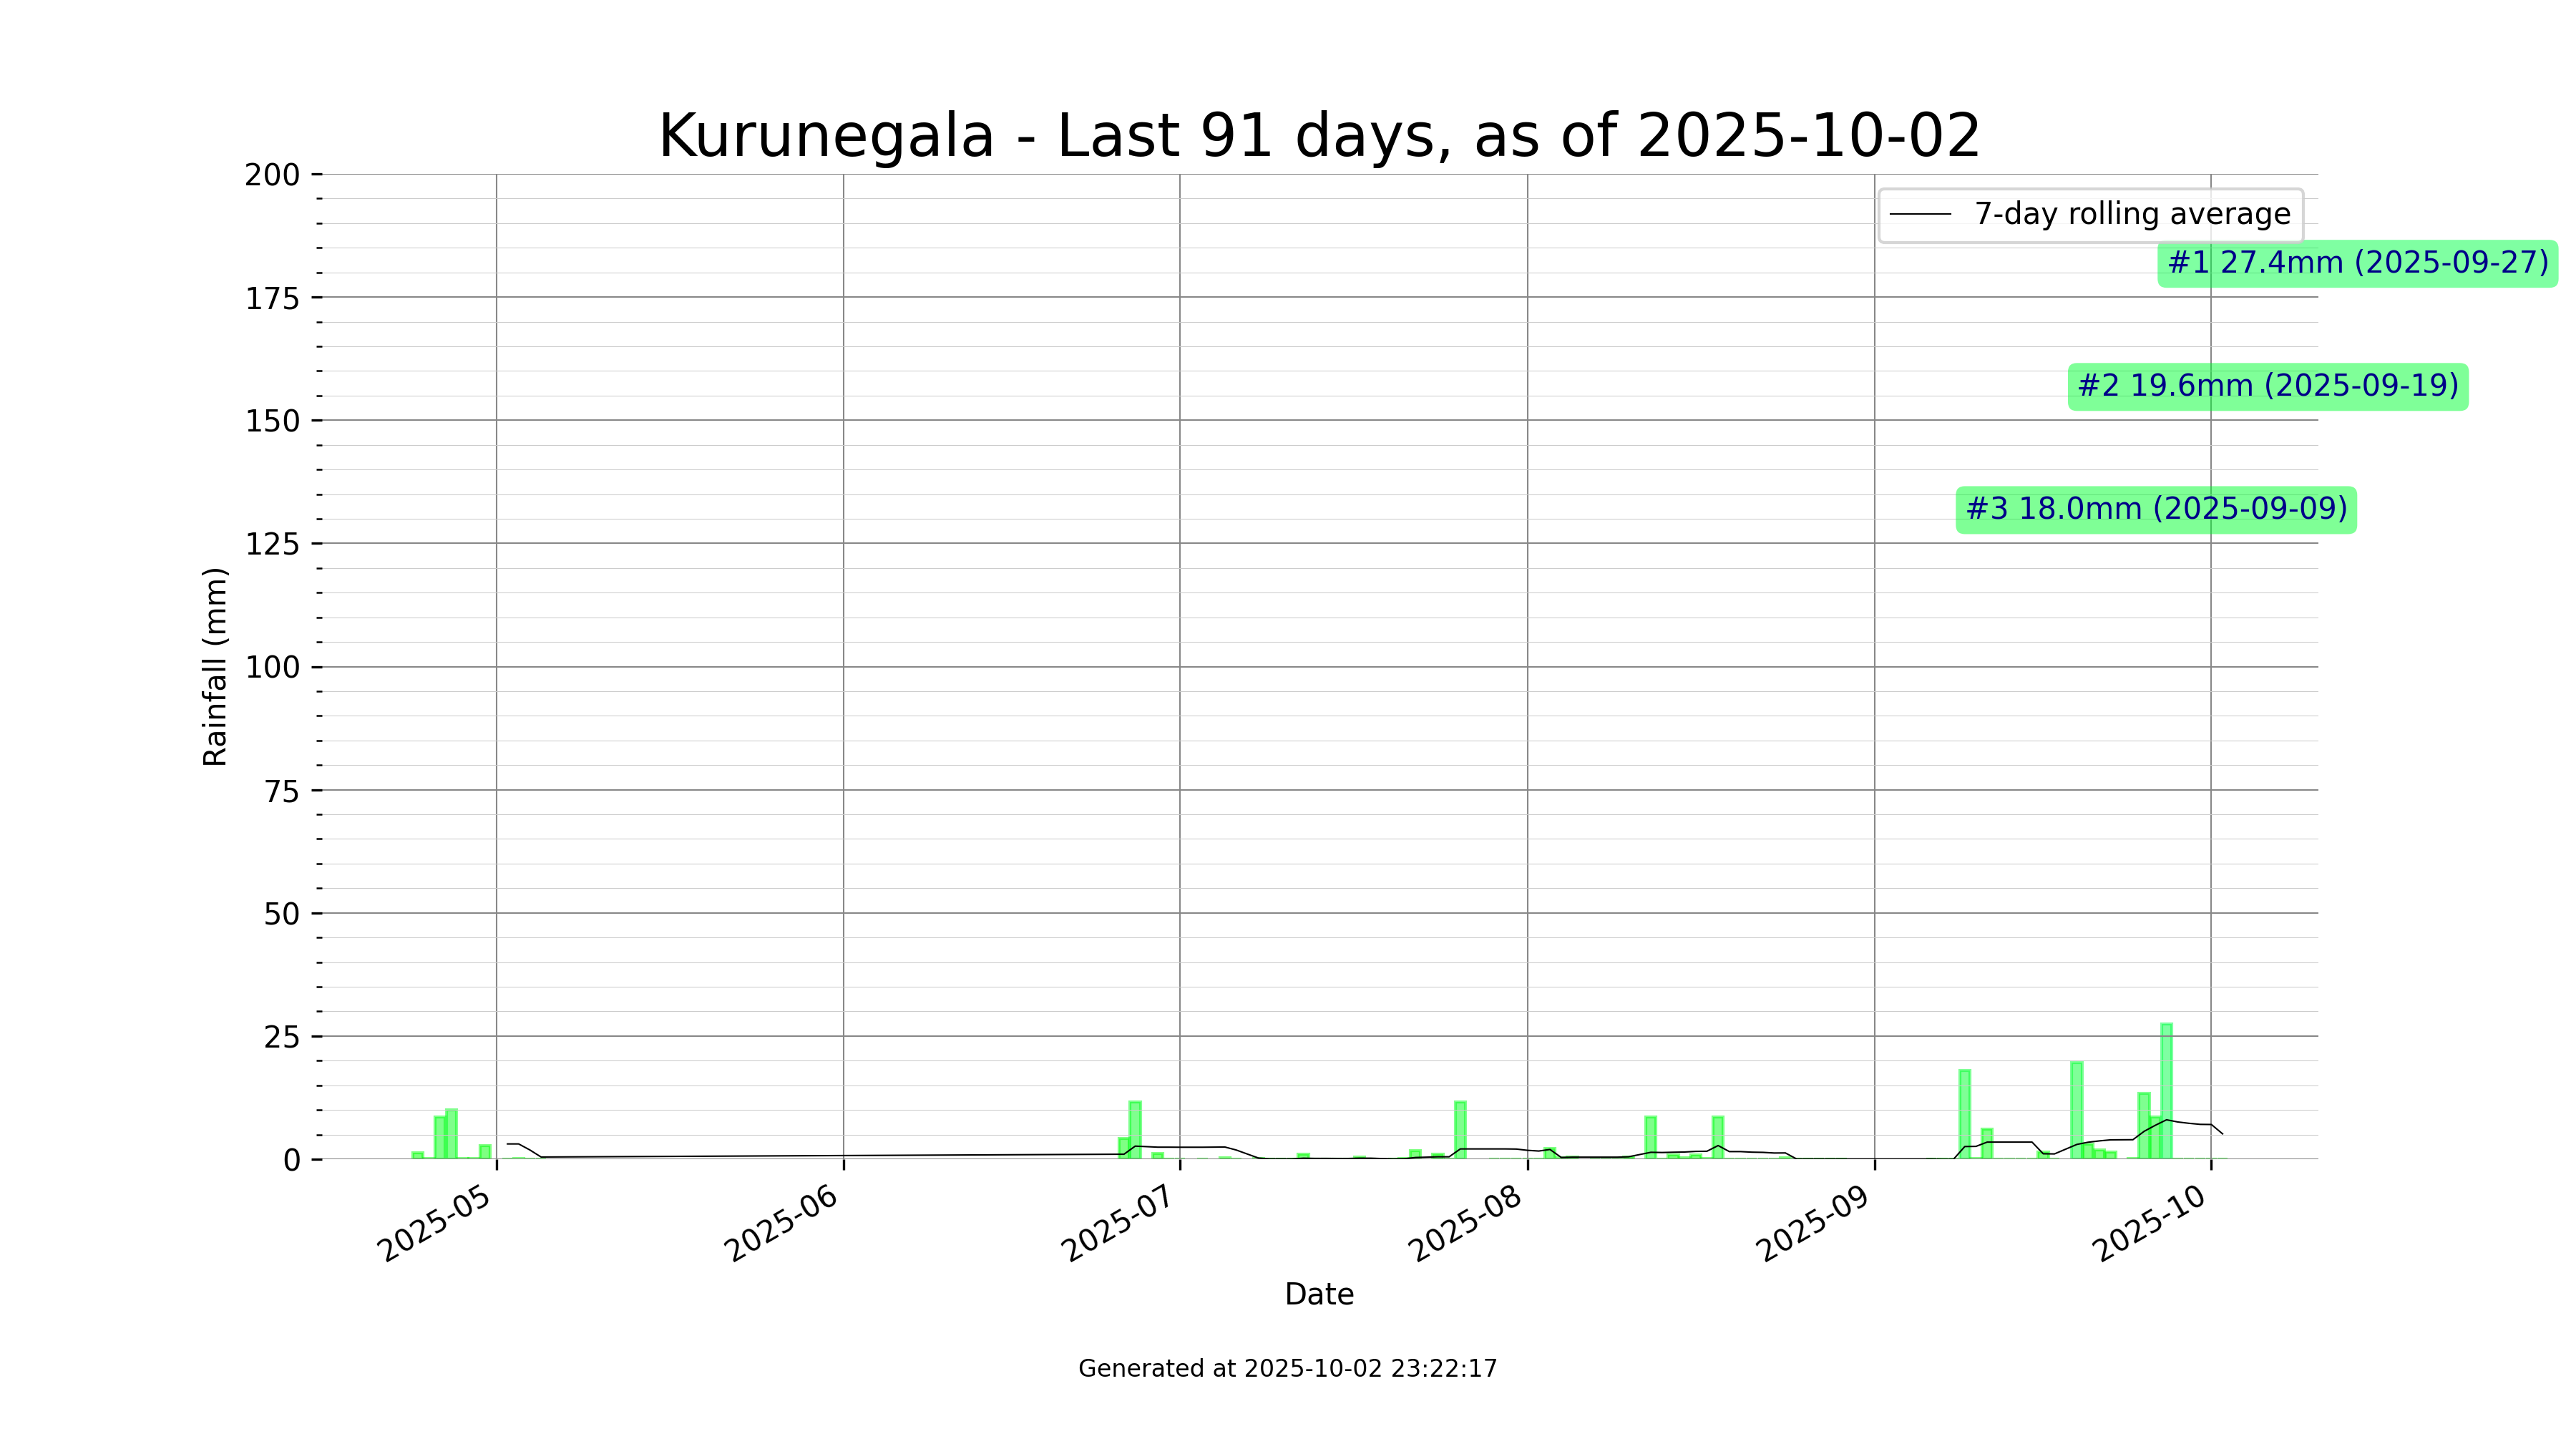 Kurunegala - Last 91 days, as of 2025-10-02
7-day rolling average
#1 27.4mm (2025-09-27)
#2 19.6mm (2025-09-19)
#3 18.0mm (2025-09-09)
Rainfall (mm)
200
175
150
125
100
75
50
25
0
2025-05
2025-06
2025-07
2025-08
2025-09
2025-10
Date
Generated at 2025-10-02 23:22:17